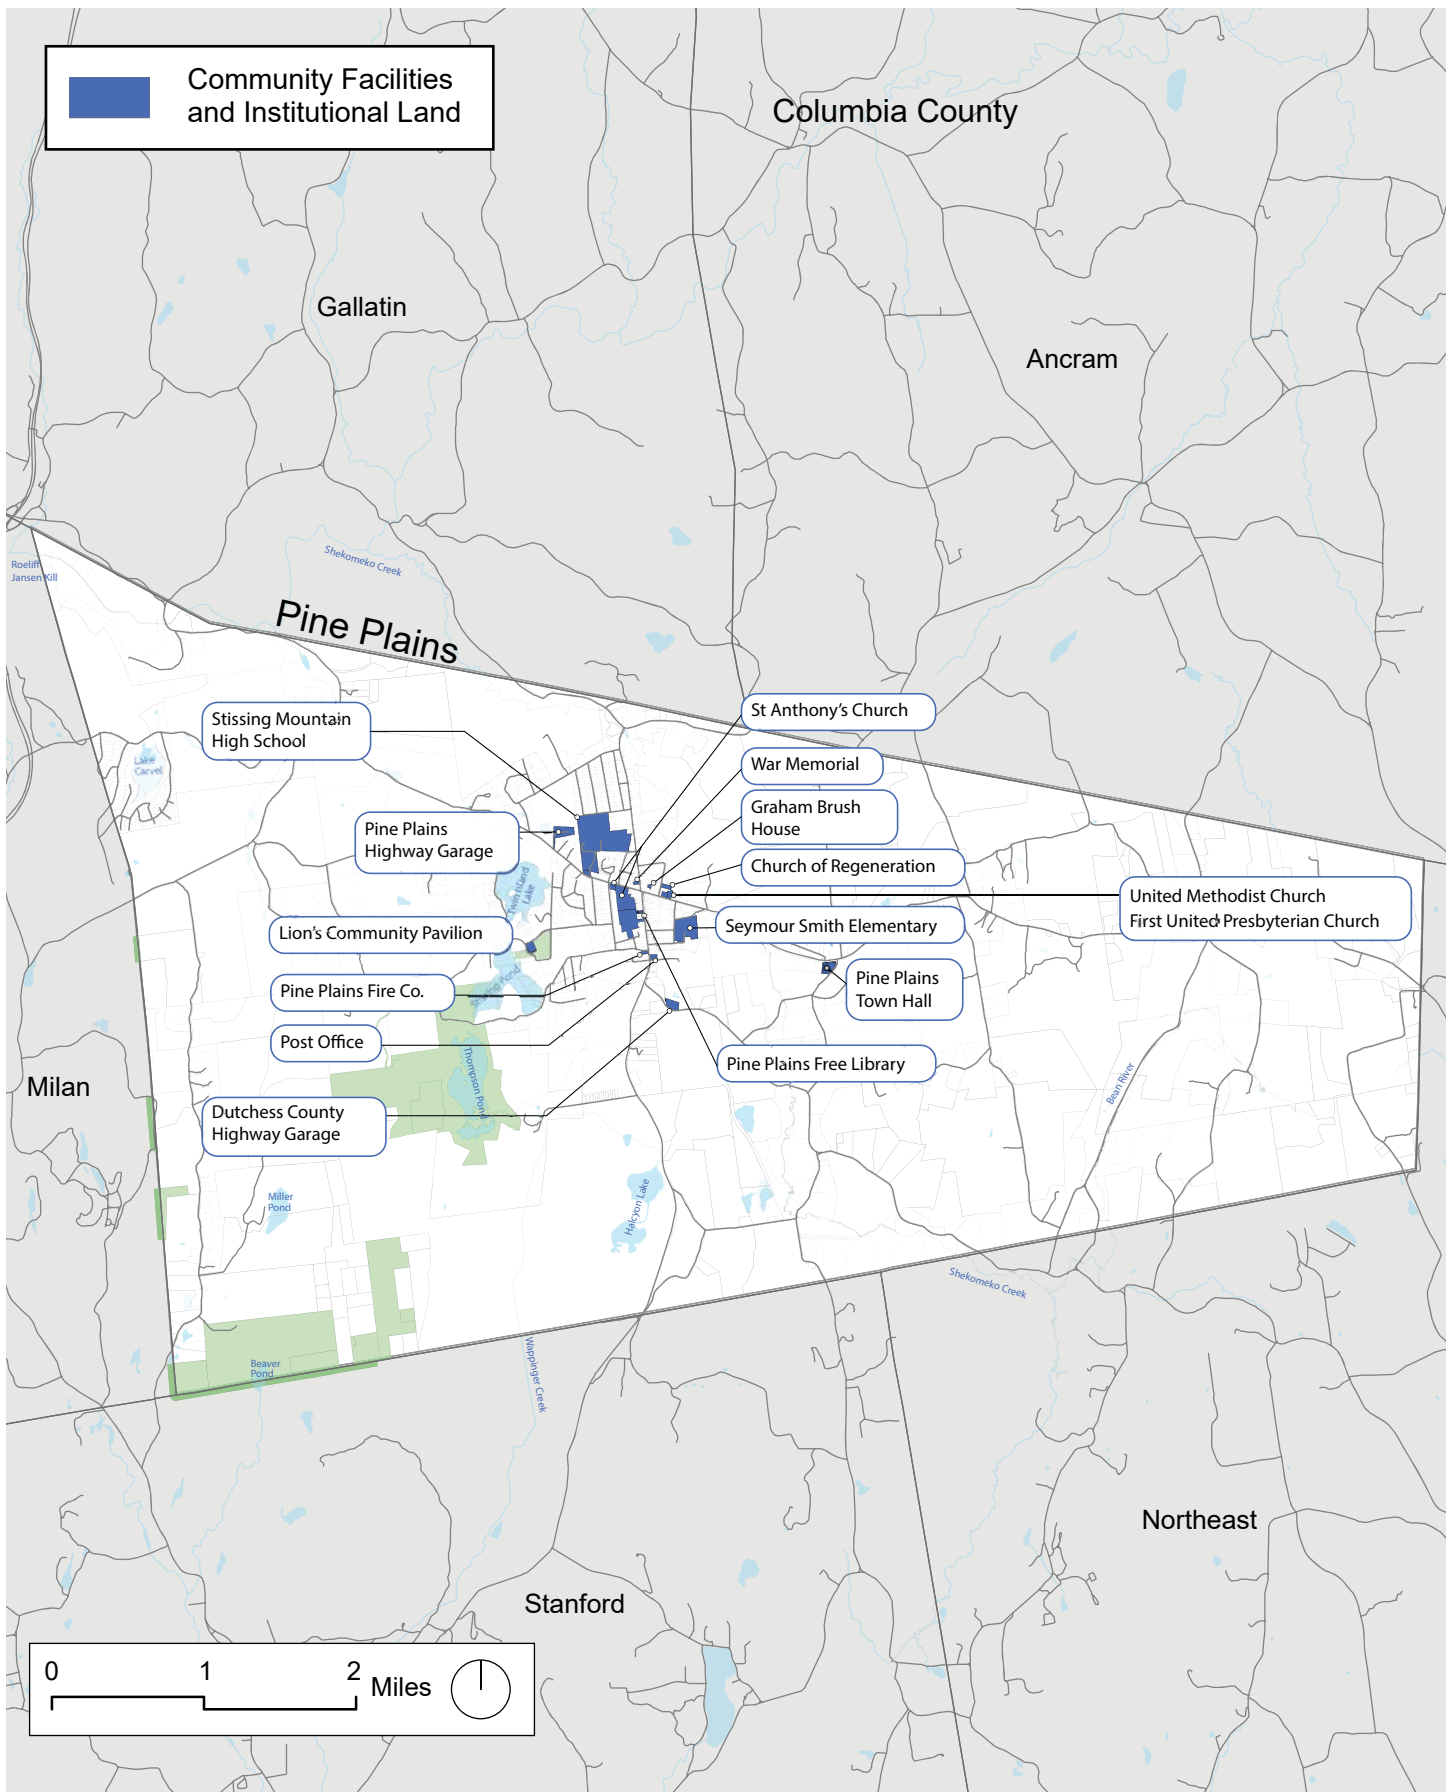 Community Facilities
and Institutional Land
Columbia County
Gallatin
Ancram
Roeliff
Jansen Kill
Shekomeko Creek
Pine Plains
Stissing Mountain
High School
St Anthony's Church
Lake
Carvel
War Memorial
Graham Brush
House
Pine Plains
Highway Garage
Church of Regeneration
Twin Island
Lake
United Methodist Church
First United Presbyterian Church
Seymour Smith Elementary
Lion's Community Pavilion
Pine Plains
Town Hall
Stissing Pond
Pine Plains Fire Co.
Post Office
Pine Plains Free Library
Thompson Pond
Bean River
Milan
Dutchess County
Highway Garage
Miller
Pond
Halcyon Lake
Shekomeko Creek
Beaver
Pond
Wappinger Creek
Northeast
Stanford
0 1 2 Miles